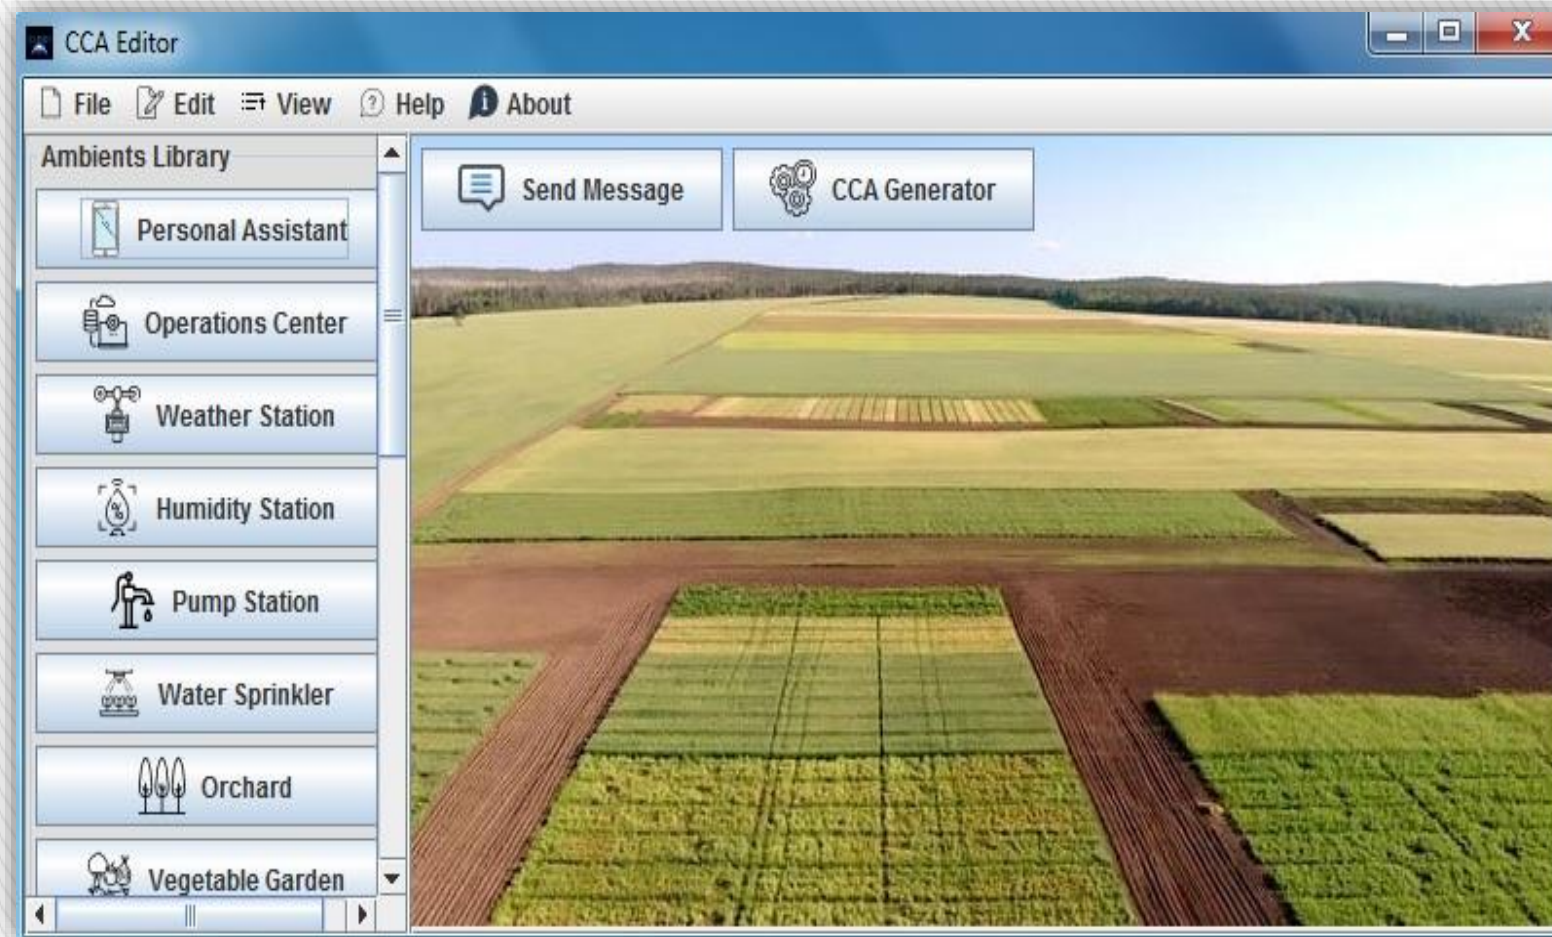 CCA Editor
File Edit View Help About
Ambients Library
Personal Assistant
Operations Center
Weather Station
Humidity Station
Pump Station
Water Sprinkler
Orchard
Vegetable Garden
Send Message
CCA Generator